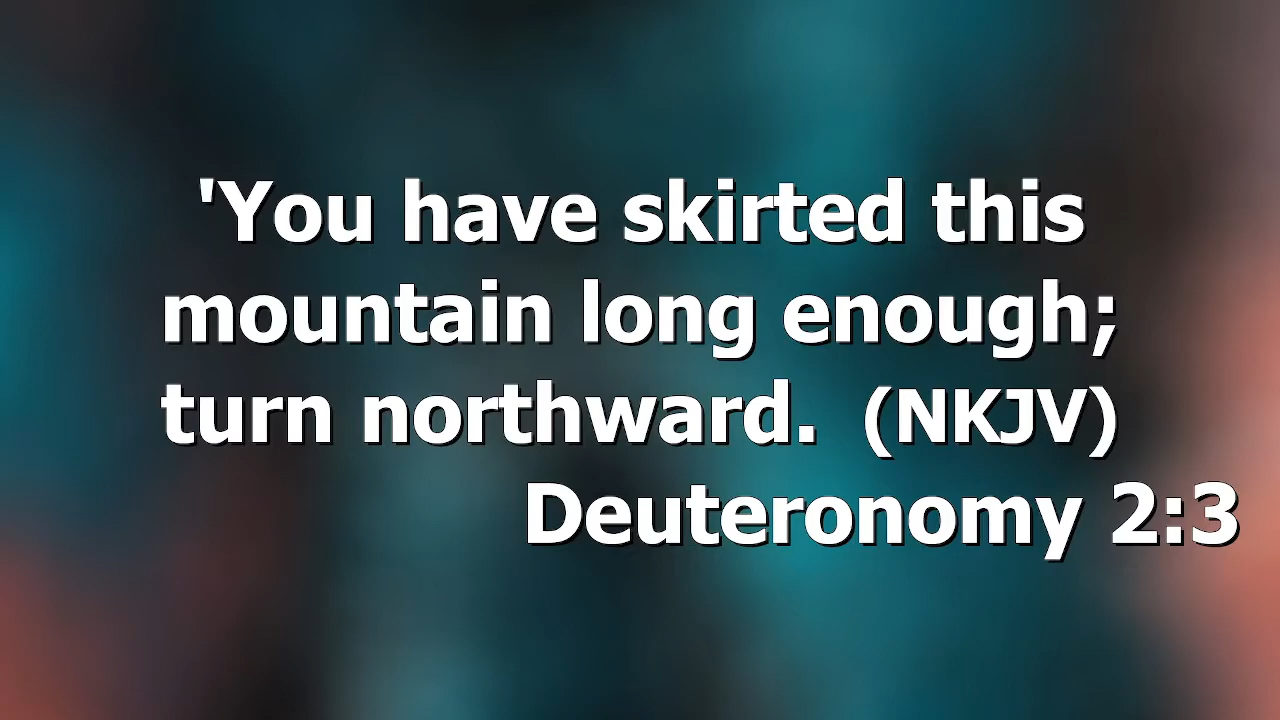 'You have skirted this
mountain long enough;
turn northward.  (NKJV)
Deuteronomy 2:3